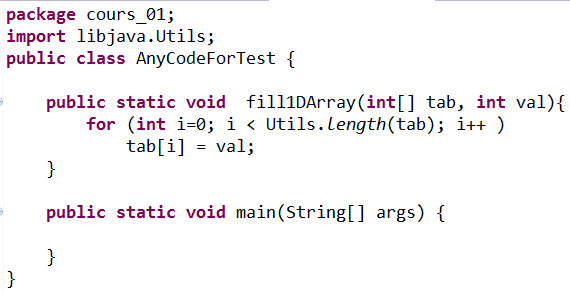 package cours_01;
import libjava.Utils;
public class AnyCodeForTest {
public static void  fill1DArray(int[] tab, int val){
for (int i=0; i < Utils.length(tab); i++ )
tab[i] = val;
}
public static void main(String[] args) {
}
}